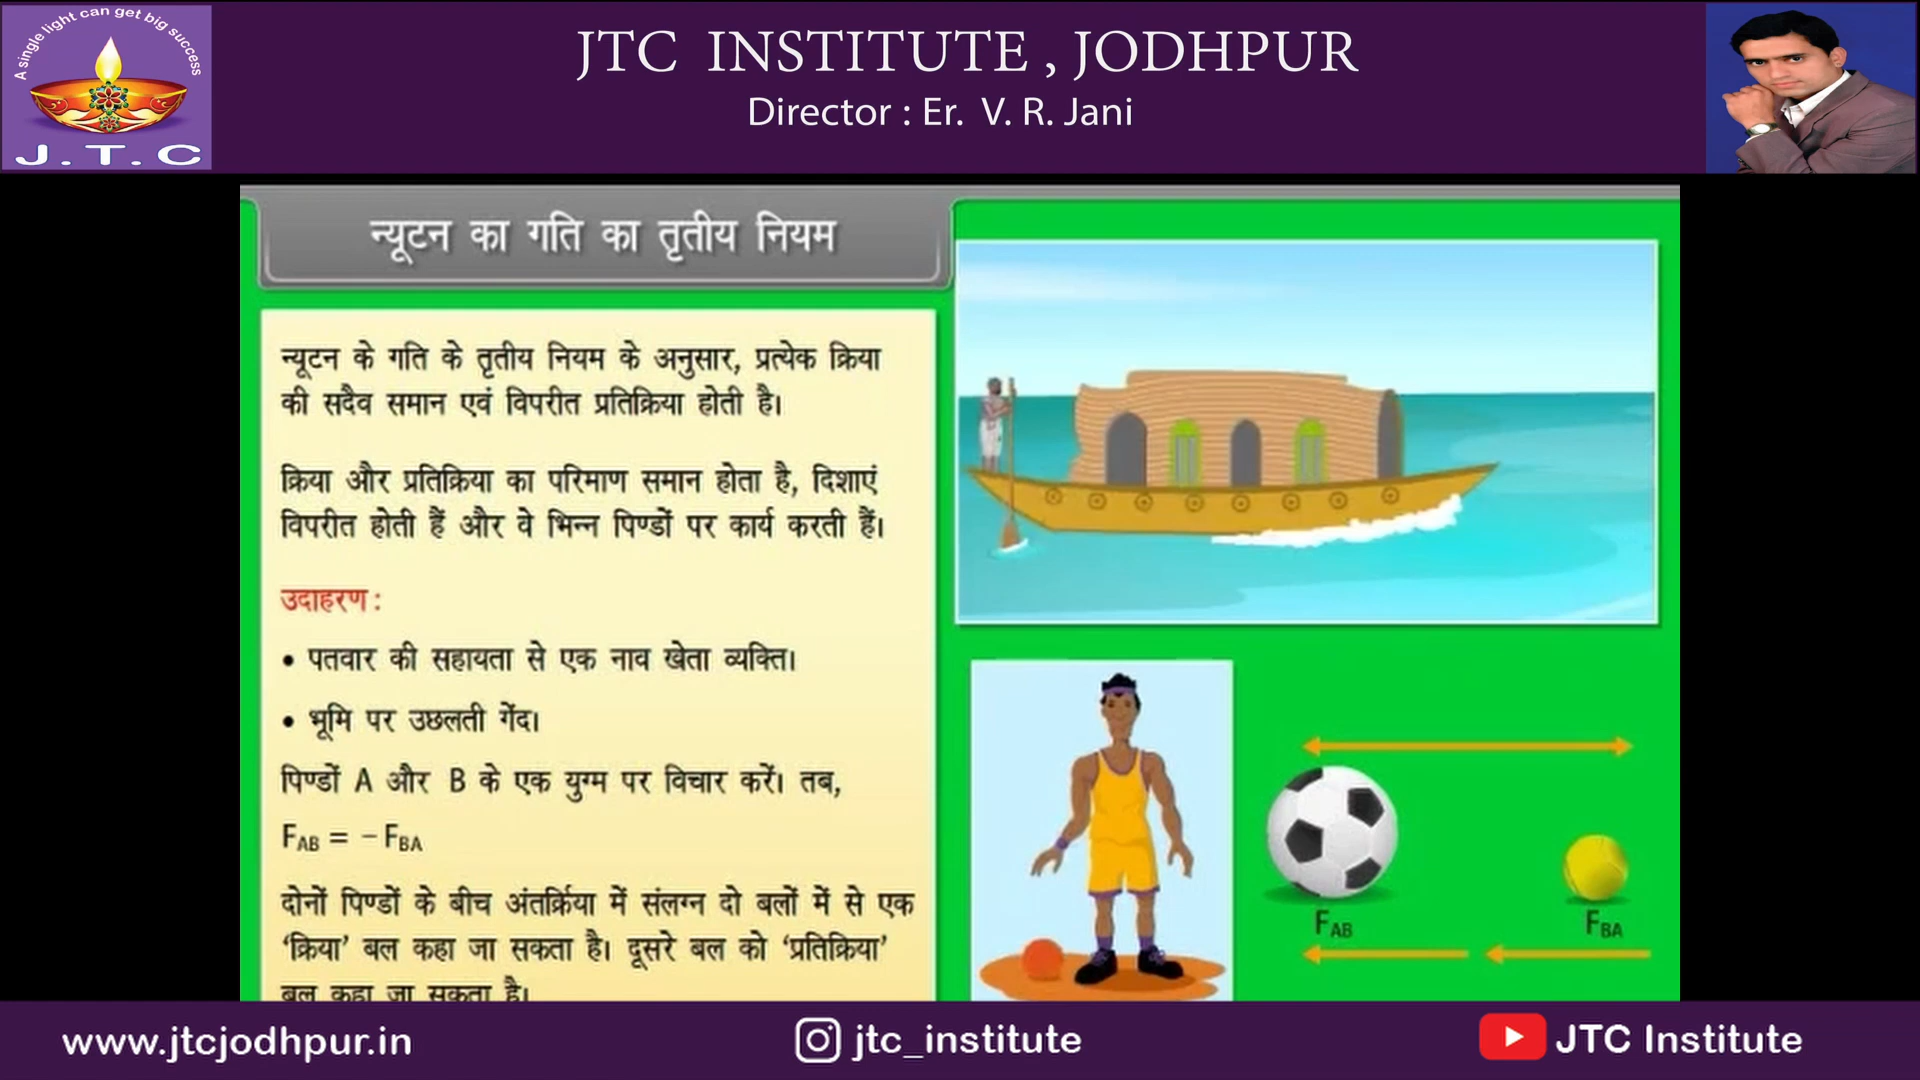 A single light can get big success
J.T.C
JTC INSTITUTE , JODHPUR
Director : Er. V. R. Jani
न्यूटन का गति का तृतीय नियम
न्यूटन के गति के तृतीय नियम के अनुसार, प्रत्येक क्रिया
की सदैव समान एवं विपरीत प्रतिक्रिया होती है।
क्रिया और प्रतिक्रिया का परिमाण समान होता है, दिशाएं
विपरीत होती हैं और वे भिन्न पिण्डों पर कार्य करती हैं।
उदाहरण :
• पतवार की सहायता से एक नाव खेता व्यक्ति।
• भूमि पर उछलती गेंद।
पिण्डों A और B के एक युग्म पर विचार करें। तब,
FAB = – FBA
दोनों पिण्डों के बीच अंतर्क्रिया में संलग्न दो बलों में से एक
‘क्रिया’ बल कहा जा सकता है। दूसरे बल को ‘प्रतिक्रिया’
बल कहा जा सकता है।
FAB
FBA
www.jtcjodhpur.in
jtc_institute
JTC Institute